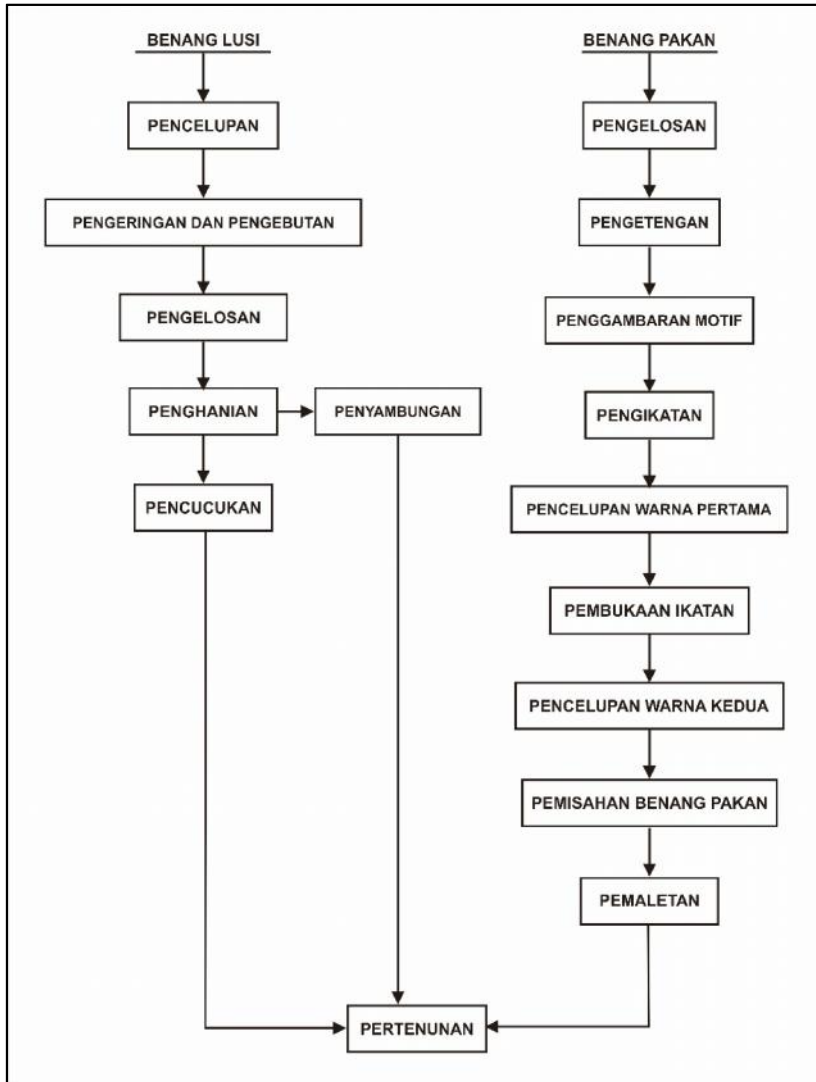 BENANG LUSI
PENCELUPAN
PENGERINGAN DAN PENGEBUTAN
PENGELOSAN
PENGHANIAN
PENYAMBUNGAN
PENCUCUKAN
BENANG PAKAN
PENGELOSAN
PENGETENGAN
PENGGAMBARAN MOTIF
PENGIKATAN
PENCELUPAN WARNA PERTAMA
PEMBUKAAN IKATAN
PENCELUPAN WARNA KEDUA
PEMISAHAN BENANG PAKAN
PEMALETAN
PERTENUNAN